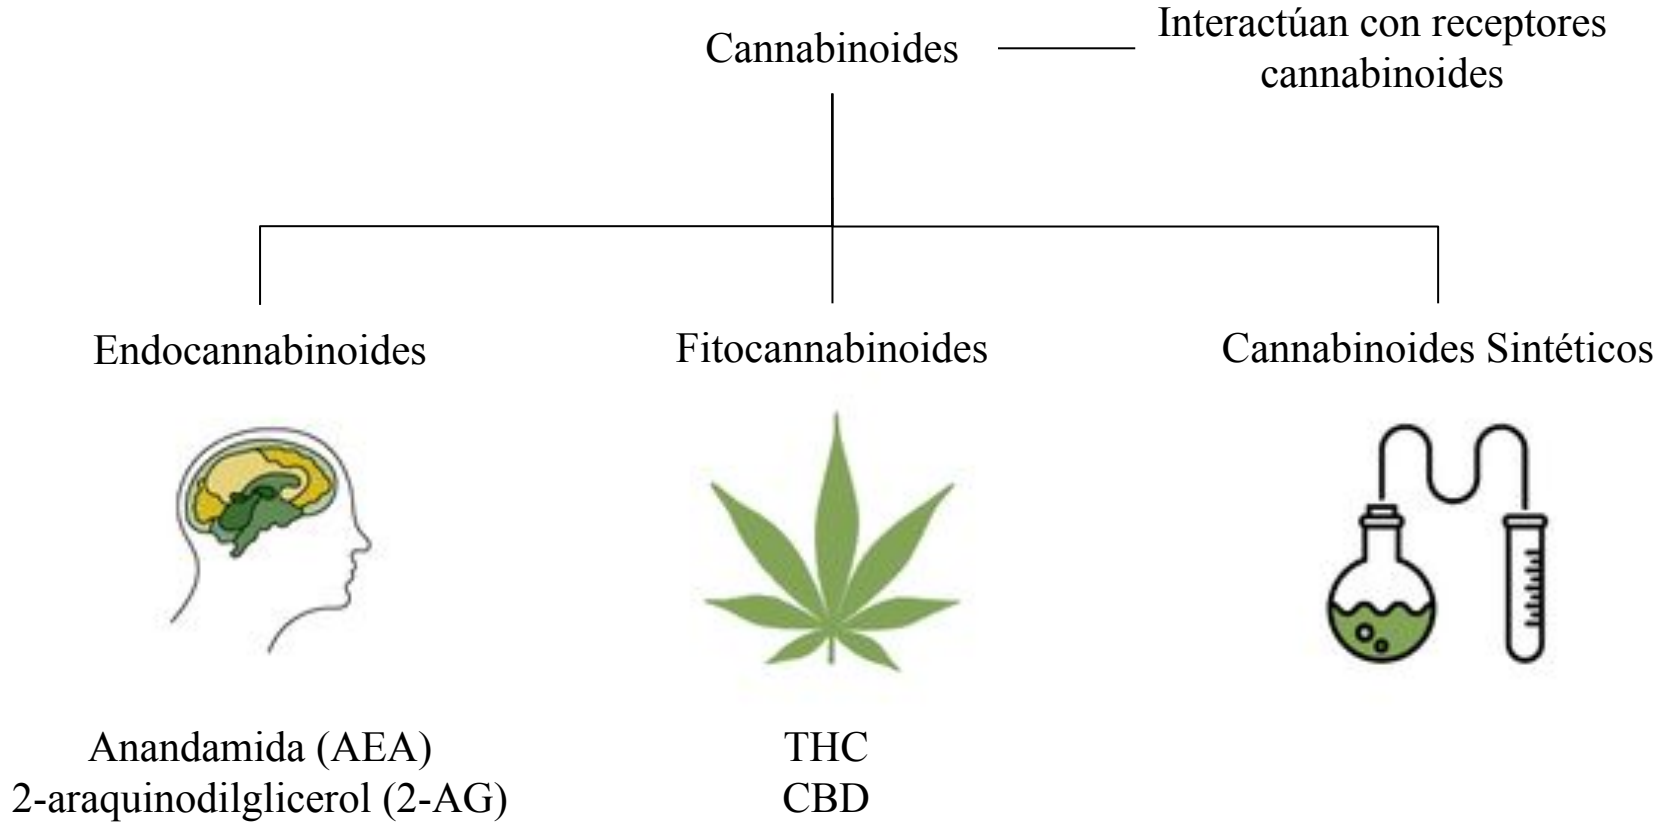 Cannabinoides
Interactúan con receptores
cannabinoides
Endocannabinoides
Fitocannabinoides
Cannabinoides Sintéticos
Anandamida (AEA)
2-araquinodilglicerol (2-AG)
THC
CBD